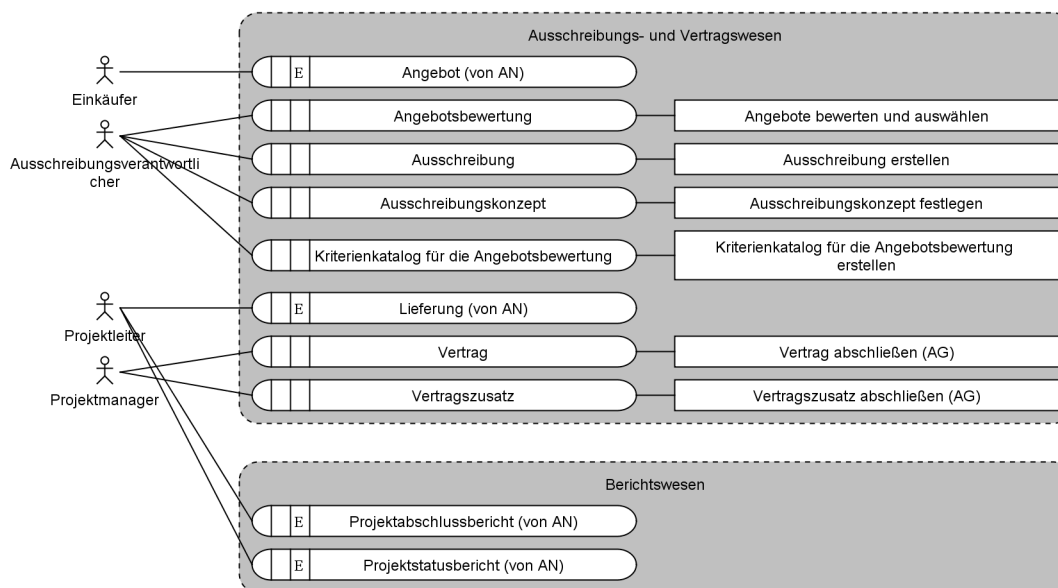 Ausschreibungs- und Vertragswesen
Einkäufer
E Angebot (von AN)
Ausschreibungsverantwortli
cher
Angebotsbewertung
Angebote bewerten und auswählen
Ausschreibung
Ausschreibung erstellen
Ausschreibungskonzept
Ausschreibungskonzept festlegen
Kriterienkatalog für die Angebotsbewertung
Kriterienkatalog für die Angebotsbewertung
erstellen
Projektleiter
E Lieferung (von AN)
Projektmanager
Vertrag
Vertrag abschließen (AG)
Vertragszusatz
Vertragszusatz abschließen (AG)
Berichtswesen
E Projektabschlussbericht (von AN)
E Projektstatusbericht (von AN)